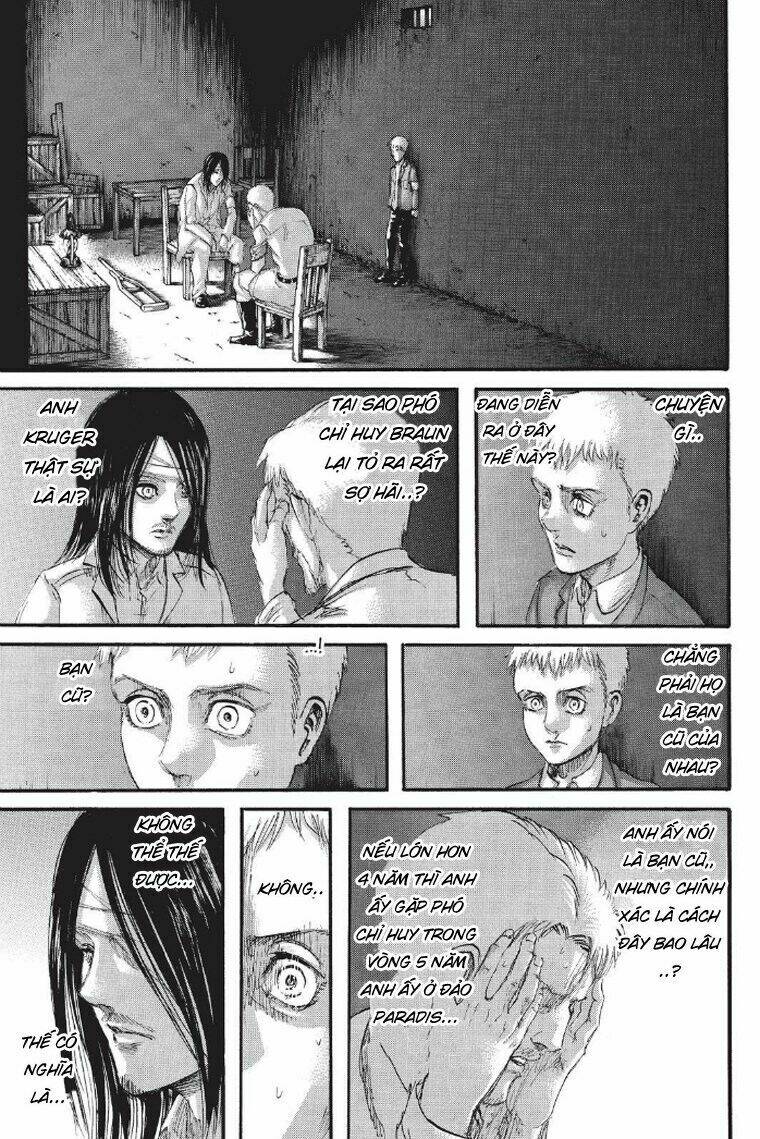 CHUYỆN
GÌ..
ĐANG DIỄN
RA Ở ĐÂY
THẾ NÀY?
TẠI SAO PHÓ
CHỈ HUY BRAUN
LẠI TỎ RA RẤT
SỢ HÃI..?
ANH
KRUGER
THẬT SỰ
LÀ AI?
CHẲNG
PHẢI HỌ
LÀ BẠN
CŨ CỦA
NHAU?
...!
BẠN
CŨ?
ANH ẤY NÓI
LÀ BẠN CŨ,,
NHƯNG CHÍNH
XÁC LÀ CÁCH
ĐÂY BAO LÂU
..?
NẾU LỚN HƠN
4 NĂM THÌ ANH
ẤY GẶP PHÓ
CHỈ HUY TRONG
VÒNG 5 NĂM
ANH ẤY Ở ĐẢO
PARADIS...
KHÔNG..
KHÔNG
THỂ THẾ
ĐƯỢC...
THẾ CÓ
NGHĨA
LÀ...